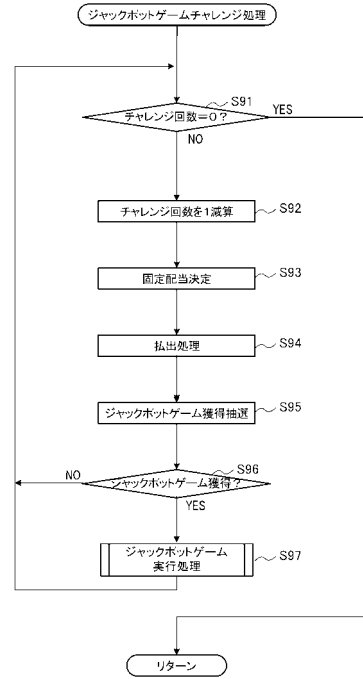 ジャックポットゲームチャレンジ処理
S91
チャレンジ回数=0?
YES
NO
チャレンジ回数を1減算
S92
固定配当決定
S93
払出処理
S94
ジャックポットゲーム獲得抽選
S95
S96
NO
ジャックポットゲーム獲得?
YES
ジャックポットゲーム
実行処理
S97
リターン